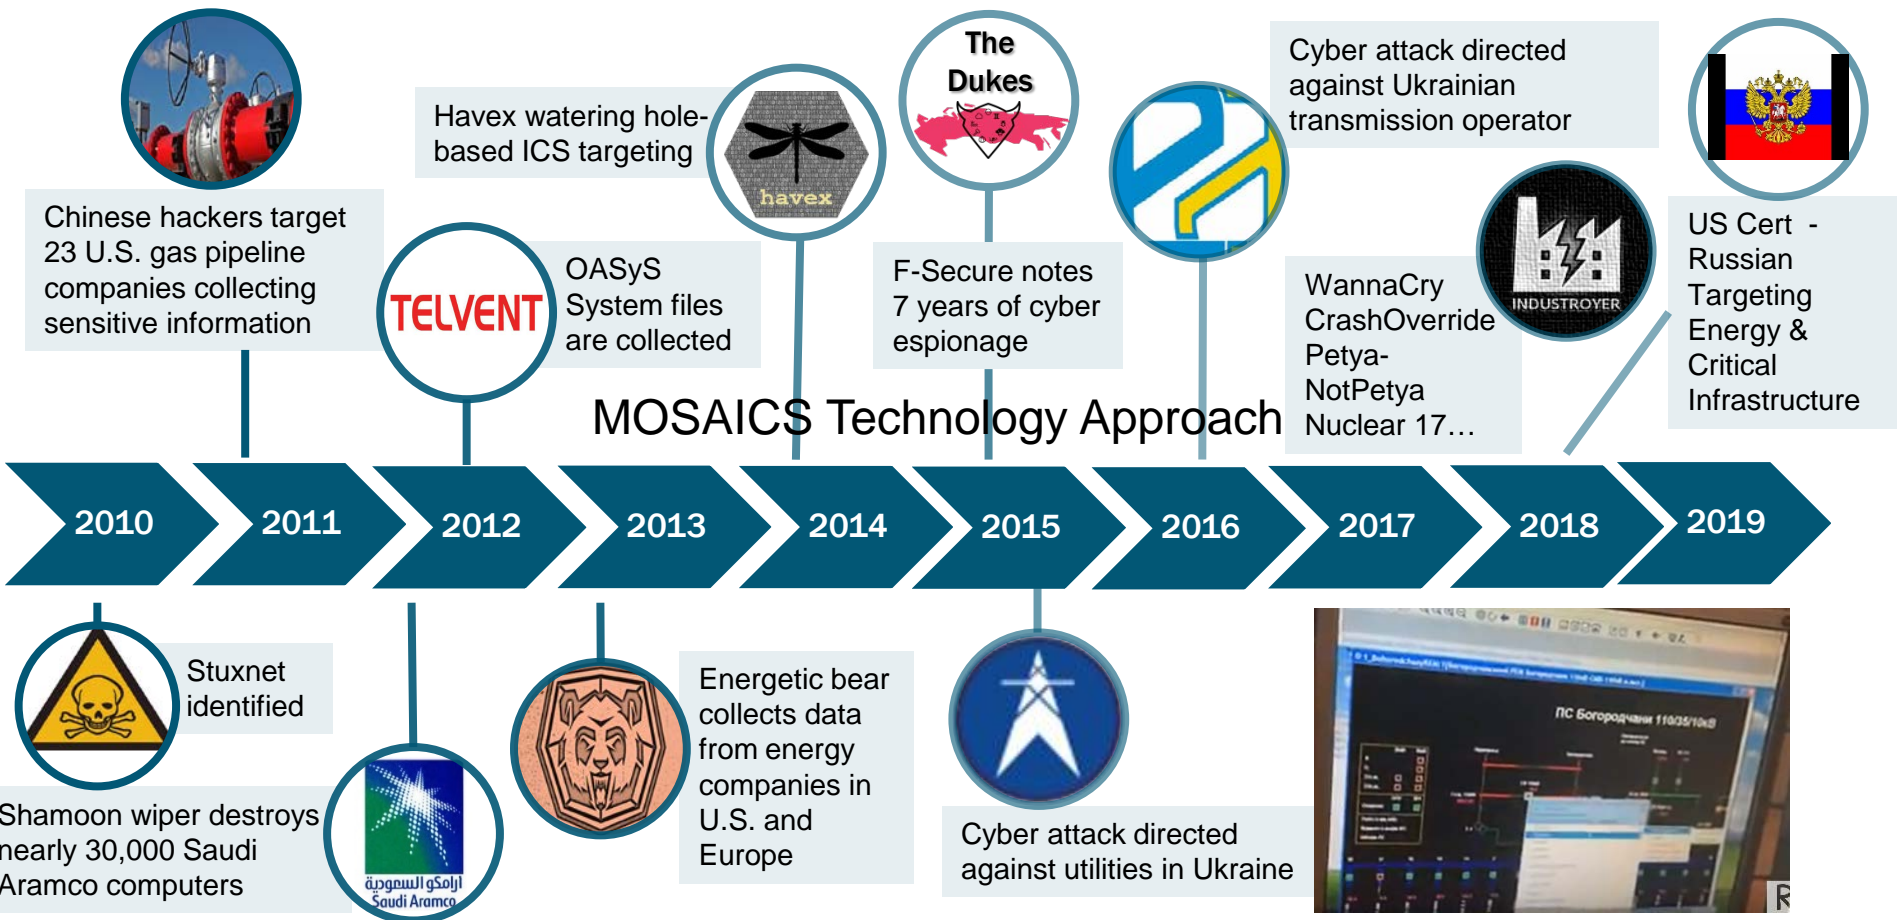 The
Dukes
Cyber attack directed
against Ukrainian
transmission operator
Havex watering hole-
based ICS targeting
havex
Chinese hackers target
23 U.S. gas pipeline
companies collecting
sensitive information
TELVENT
OASyS
System files
are collected
F-Secure notes
7 years of cyber
espionage
WannaCry
CrashOverride
Petya-
NotPetya
Nuclear 17…
INDUSTROYER
US Cert -
Russian
Targeting
Energy &
Critical
Infrastructure
MOSAICS Technology Approach
2010
2011
2012
2013
2014
2015
2016
2017
2018
2019
Stuxnet
identified
Shamoon wiper destroys
nearly 30,000 Saudi
Aramco computers
أرامكو السعودية
Saudi Aramco
Energetic bear
collects data
from energy
companies in
U.S. and
Europe
Cyber attack directed
against utilities in Ukraine
ПС Богородчани 110/35/10кВ
R